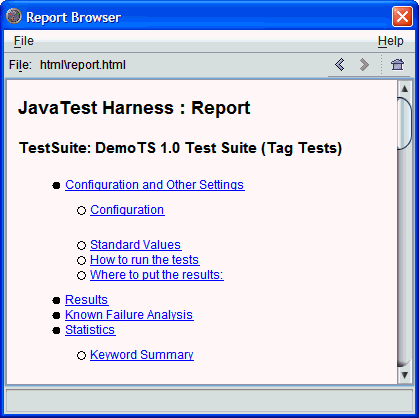 Report Browser
File Help
File: html\report.html
JavaTest Harness : Report
TestSuite: DemoTS 1.0 Test Suite (Tag Tests)
Configuration and Other Settings
Configuration
Standard Values
How to run the tests
Where to put the results:
Results
Known Failure Analysis
Statistics
Keyword Summary